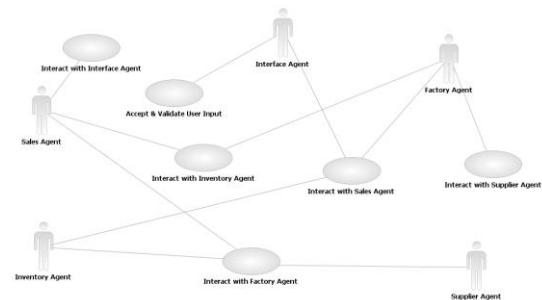 Interact with Interface Agent
Interface Agent
Factory Agent
Accept & Validate User Input
Sales Agent
Interact with Inventory Agent
Interact with Sales Agent
Interact with Supplier Agent
Inventory Agent
Interact with Factory Agent
Supplier Agent